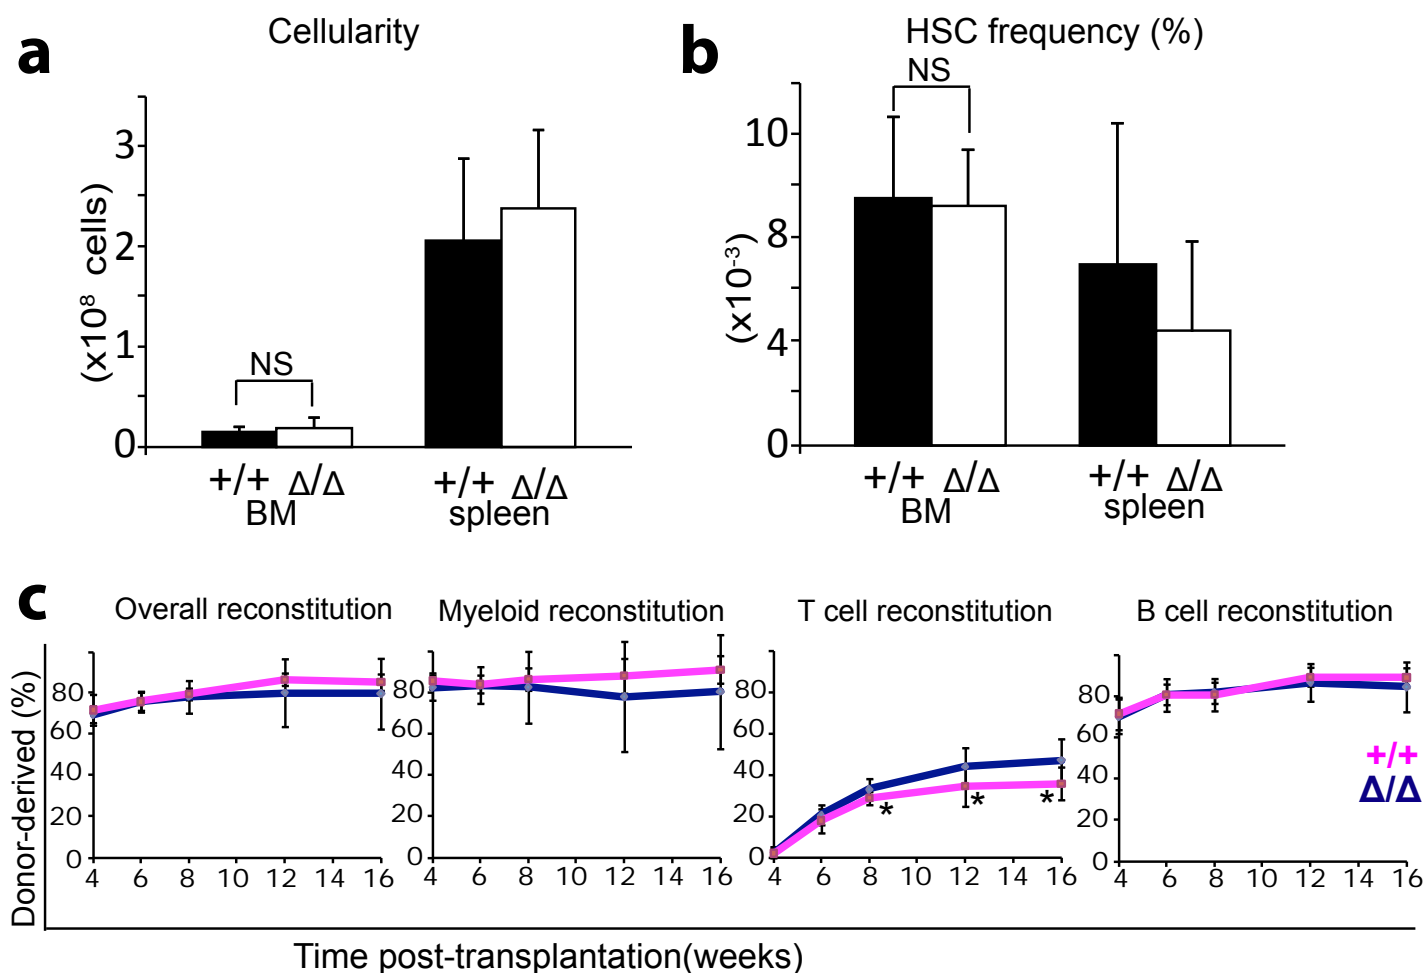 a
Cellularity
(x10⁸ cells)
3
2
1
0
NS
+/+ Δ/Δ +/+ Δ/Δ
BM spleen
b
HSC frequency (%)
(x10⁻³)
NS
10
8
4
0
+/+ Δ/Δ +/+ Δ/Δ
BM spleen
c
Overall reconstitution Myeloid reconstitution T cell reconstitution B cell reconstitution
Donor-derived (%)
80 80 80 80
60 60 60 60
40 40 40 40
20 20 20 20
0 0 0 0
* * *
+/+
Δ/Δ
4 6 8 10 12 14 16 4 6 8 10 12 14 16 4 6 8 10 12 14 16 4 6 8 10 12 14 16
Time post-transplantation(weeks)